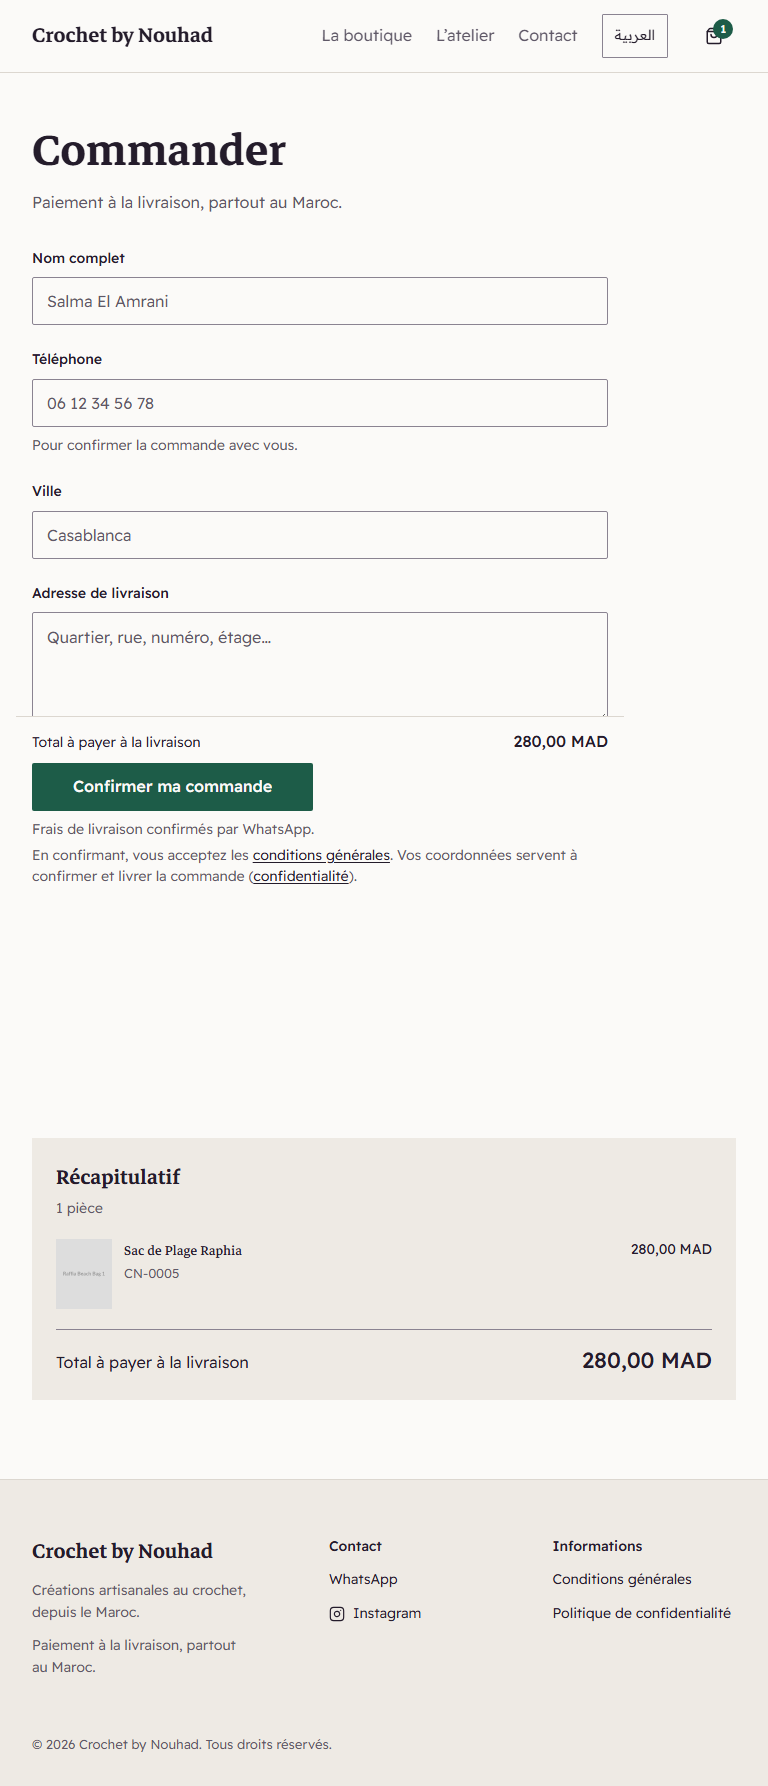 Crochet by Nouhad
La boutique
L’atelier
Contact
العربية
1
Commander
Paiement à la livraison, partout au Maroc.
Nom complet
Salma El Amrani
Téléphone
06 12 34 56 78
Pour confirmer la commande avec vous.
Ville
Casablanca
Adresse de livraison
Quartier, rue, numéro, étage…
Total à payer à la livraison
280,00 MAD
Confirmer ma commande
Frais de livraison confirmés par WhatsApp.
En confirmant, vous acceptez les conditions générales. Vos coordonnées servent à
confirmer et livrer la commande (confidentialité).
Récapitulatif
1 pièce
Raffia Beach Bag 1
Sac de Plage Raphia
280,00 MAD
CN-0005
Total à payer à la livraison
280,00 MAD
Crochet by Nouhad
Créations artisanales au crochet,
depuis le Maroc.
Paiement à la livraison, partout
au Maroc.
Contact
WhatsApp
Instagram
Informations
Conditions générales
Politique de confidentialité
© 2026 Crochet by Nouhad. Tous droits réservés.